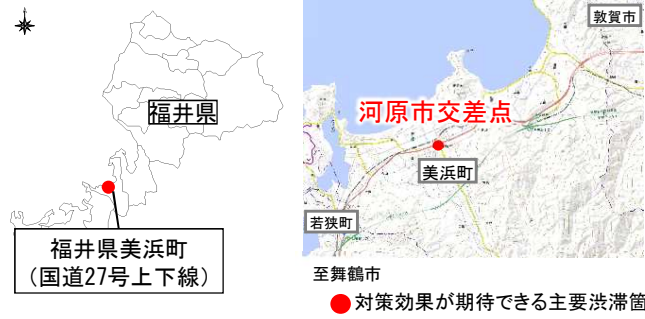 福井県
福井県美浜町
（国道27号上下線）
敦賀市
河原市交差点
美浜町
若狭町
至舞鶴市
対策効果が期待できる主要渋滞箇